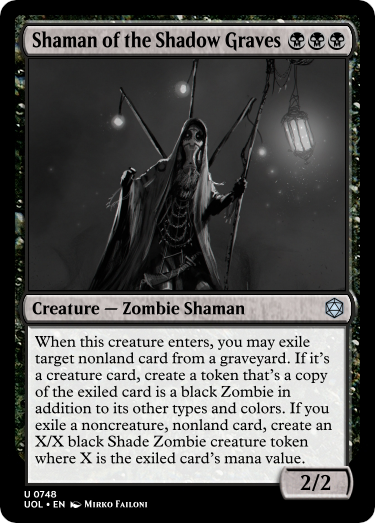 Shaman of the Shadow Graves
Creature — Zombie Shaman
When this creature enters, you may exile
target nonland card from a graveyard. If it's
a creature card, create a token that's a copy
of the exiled card is a black Zombie in
addition to its other types and colors. If you
exile a noncreature, nonland card, create an
X/X black Shade Zombie creature token
where X is the exiled card's mana value.
2/2
U 0748
UOL • EN Mirko Failoni